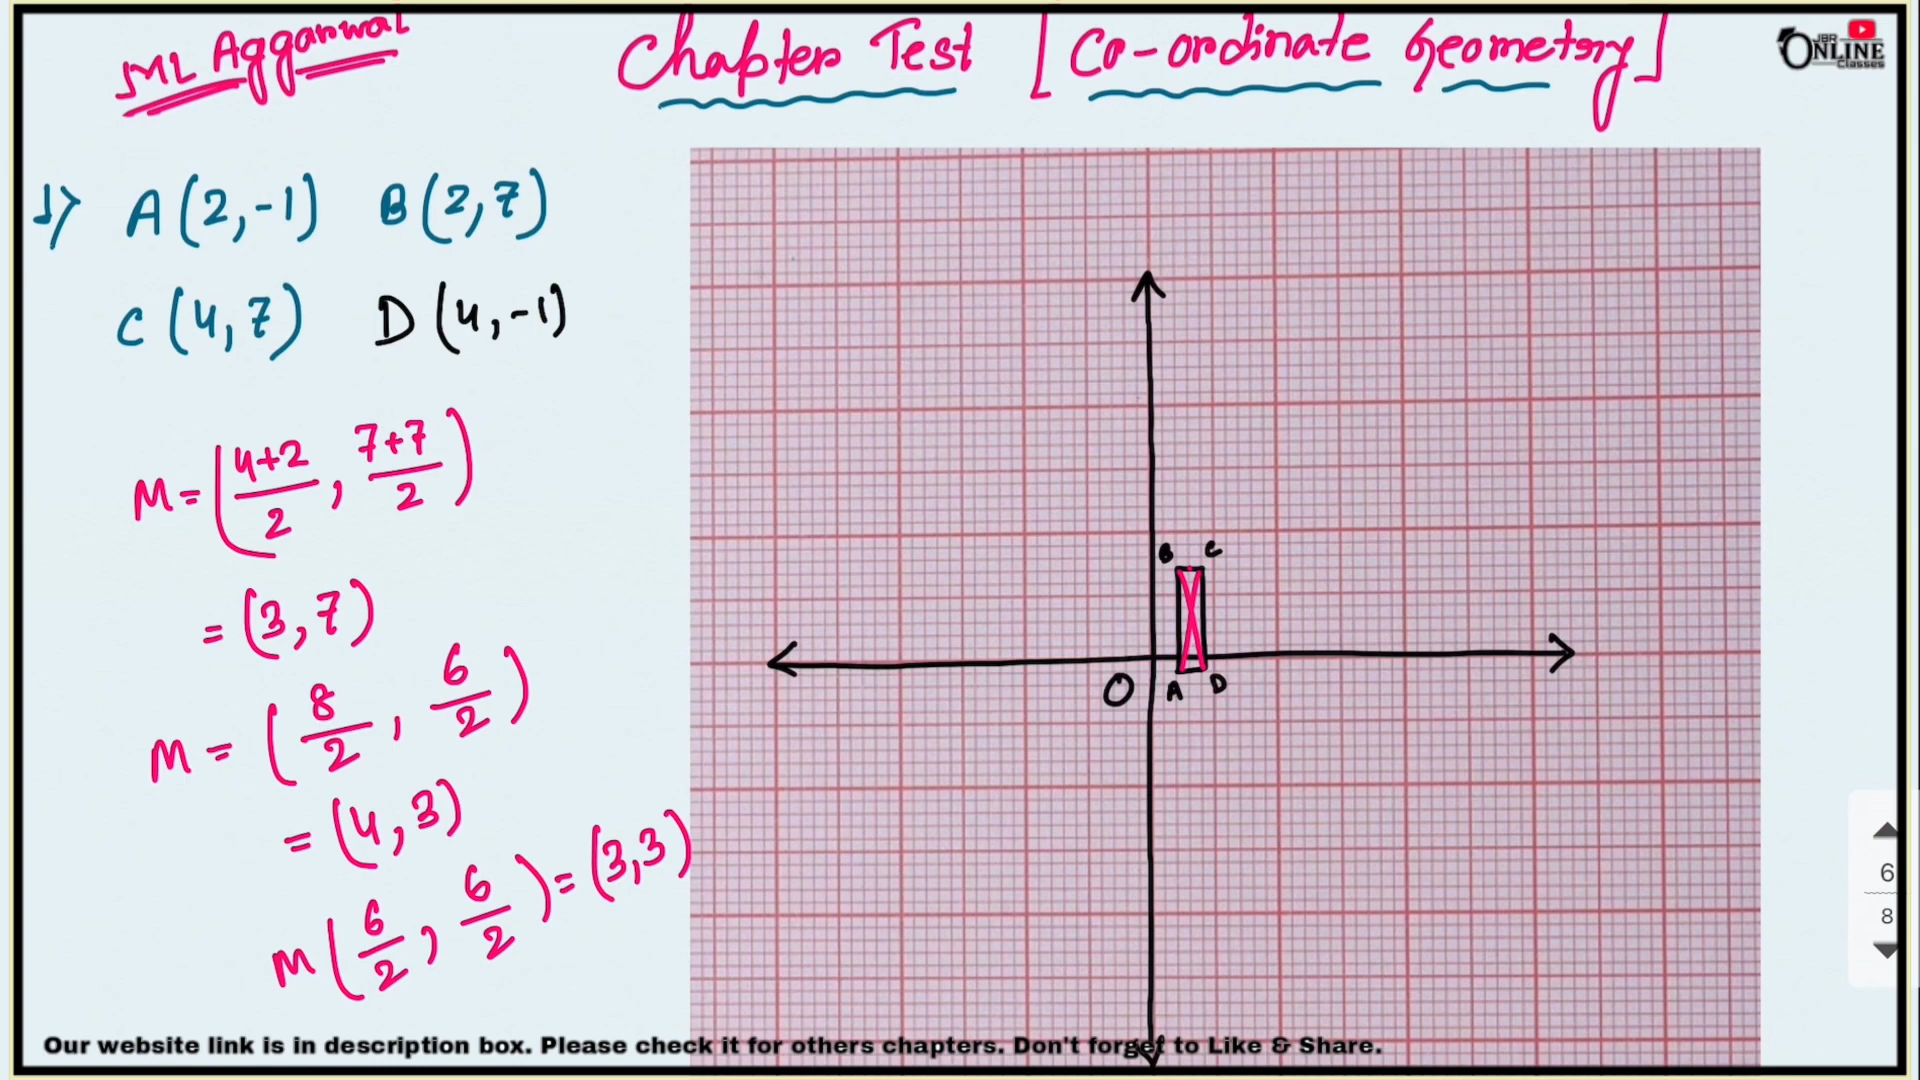 ML Aggarwal
Chapter Test [Co-ordinate Geometry]
JBR
ONLINE
Classes
1) A(2,-1) B(2,7)
C(4,7) D(4,-1)
M = (4+2/2, 7+7/2)
= (3,7)
M = (8/2, 6/2)
= (4,3)
M(6/2, 6/2) = (3,3)
B C
O A D
6
8
Our website link is in description box. Please check it for others chapters. Don't forget to Like & Share.